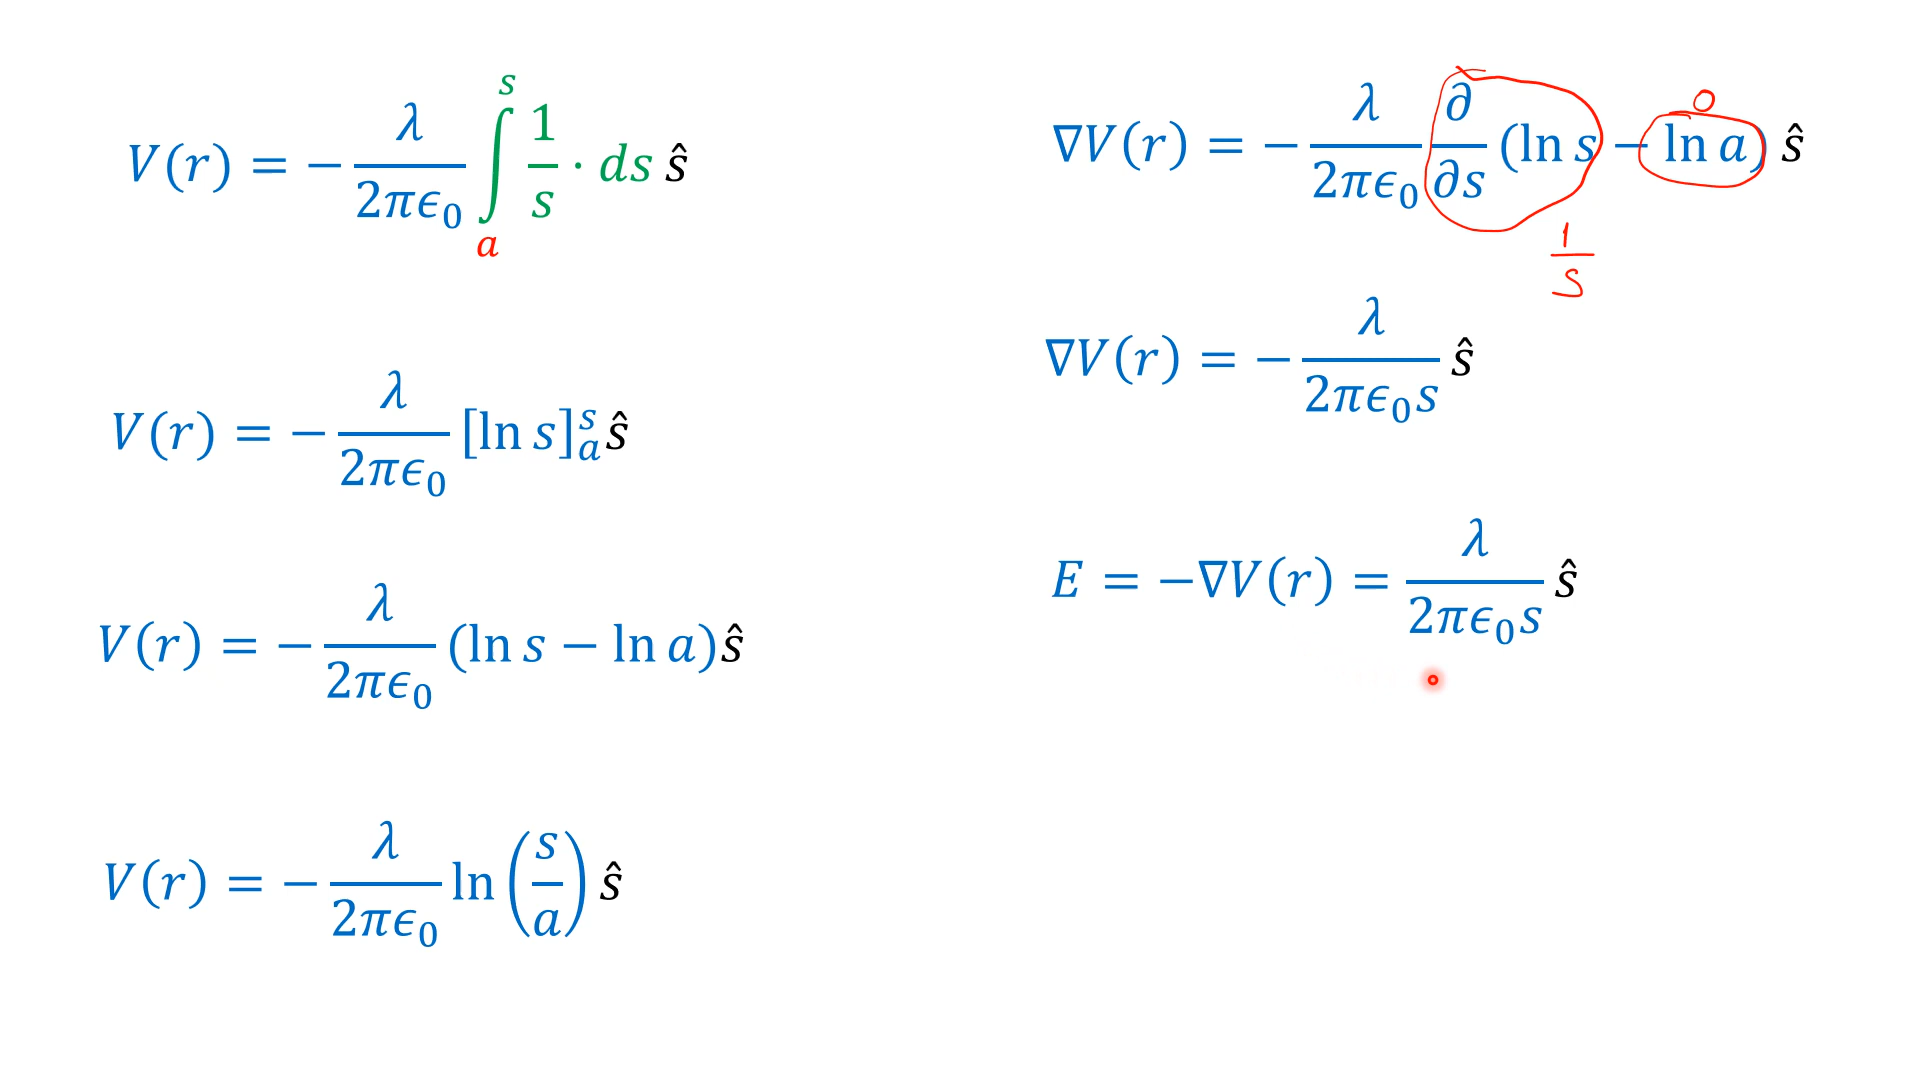 V(r) = − λ/2πϵ₀ ∫ₐˢ 1/s · ds ŝ
V(r) = − λ/2πϵ₀ [ln s]ₐˢ ŝ
V(r) = − λ/2πϵ₀ (ln s − ln a) ŝ
V(r) = − λ/2πϵ₀ ln (s/a) ŝ
∇V(r) = − λ/2πϵ₀ ∂/∂s (ln s − ln a) ŝ
0
1/s
∇V(r) = − λ/2πϵ₀s ŝ
E = −∇V(r) = λ/2πϵ₀s ŝ